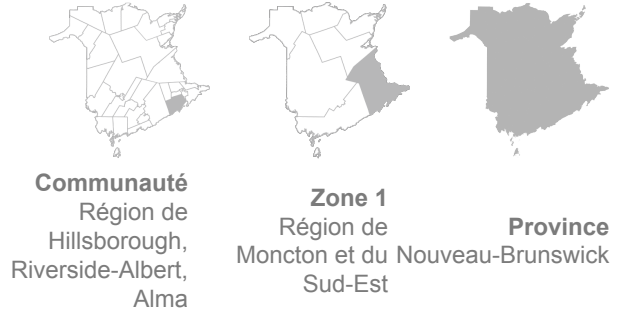 Communauté
Région de
Hillsborough,
Riverside-Albert,
Alma
Zone 1
Région de
Moncton et du
Sud-Est
Province
Nouveau-Brunswick